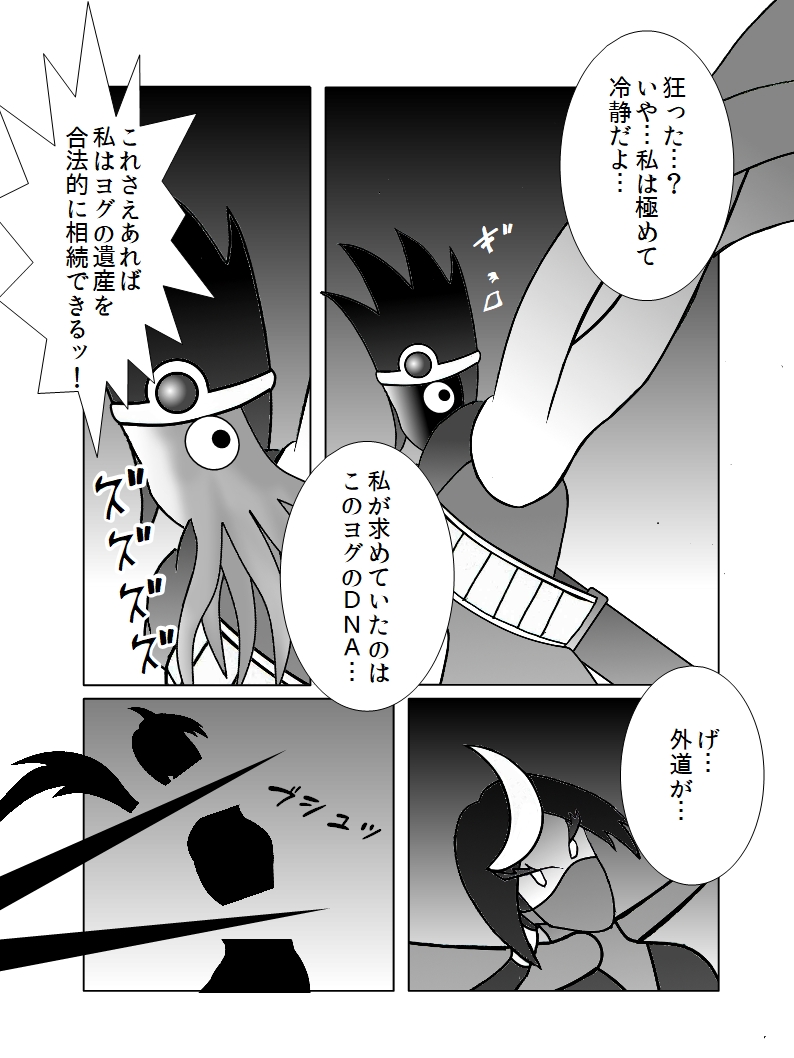 狂った…？
いや…私は極めて
冷静だよ…
ギュ
私が求めていたのは
このヨグのＤＮＡ…
これさえあれば
私はヨグの遺産を
合法的に相続できるッ！
ズズズズ
げ…
外道が…
ブシュッ